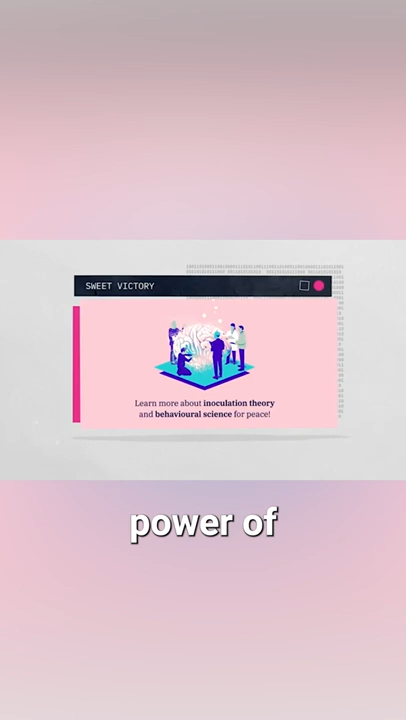 SWEET VICTORY
Learn more about inoculation theory
and behavioural science for peace!
power of